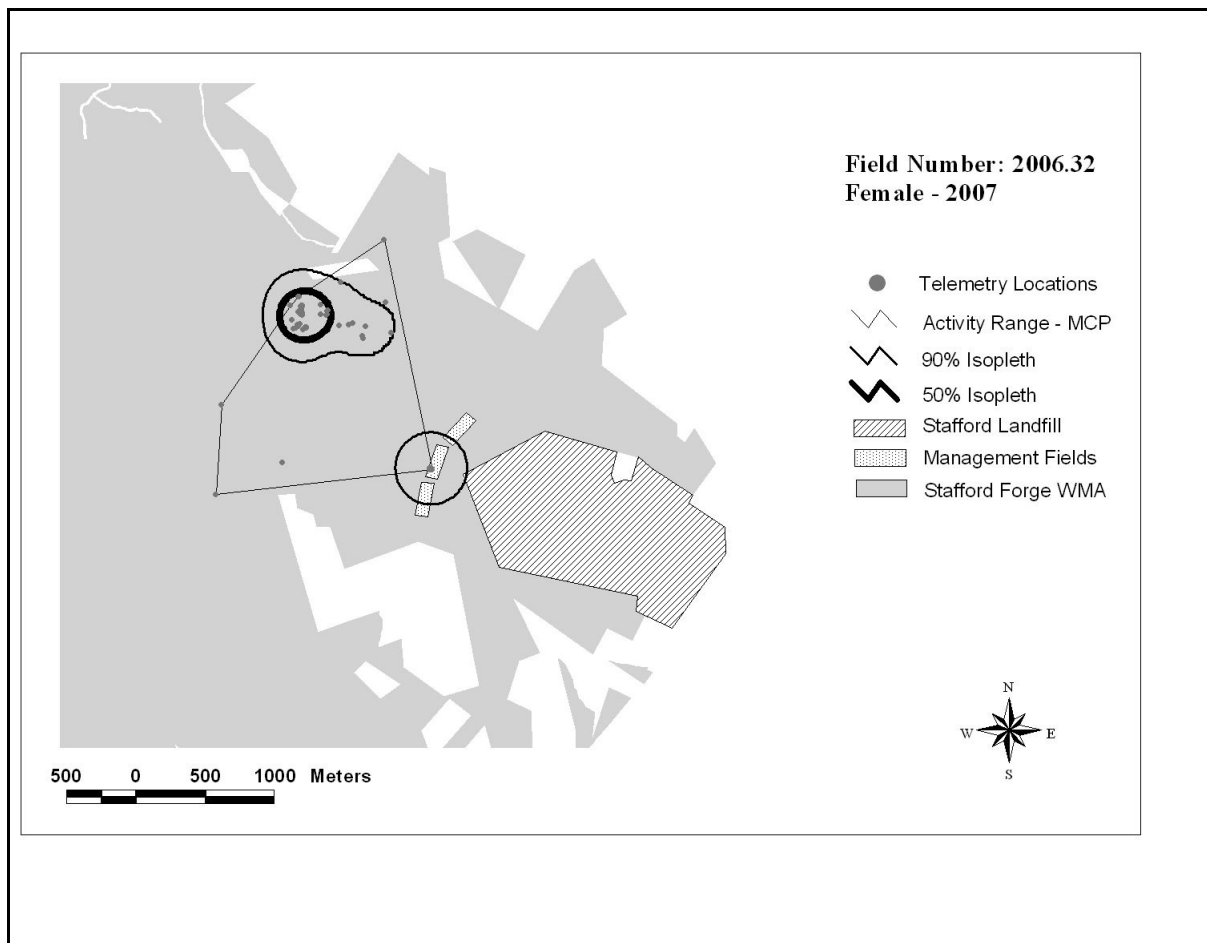 Field Number: 2006.32
Female - 2007
Telemetry Locations
Activity Range - MCP
90% Isopleth
50% Isopleth
Stafford Landfill
Management Fields
Stafford Forge WMA
N
W E
S
500 0 500 1000 Meters